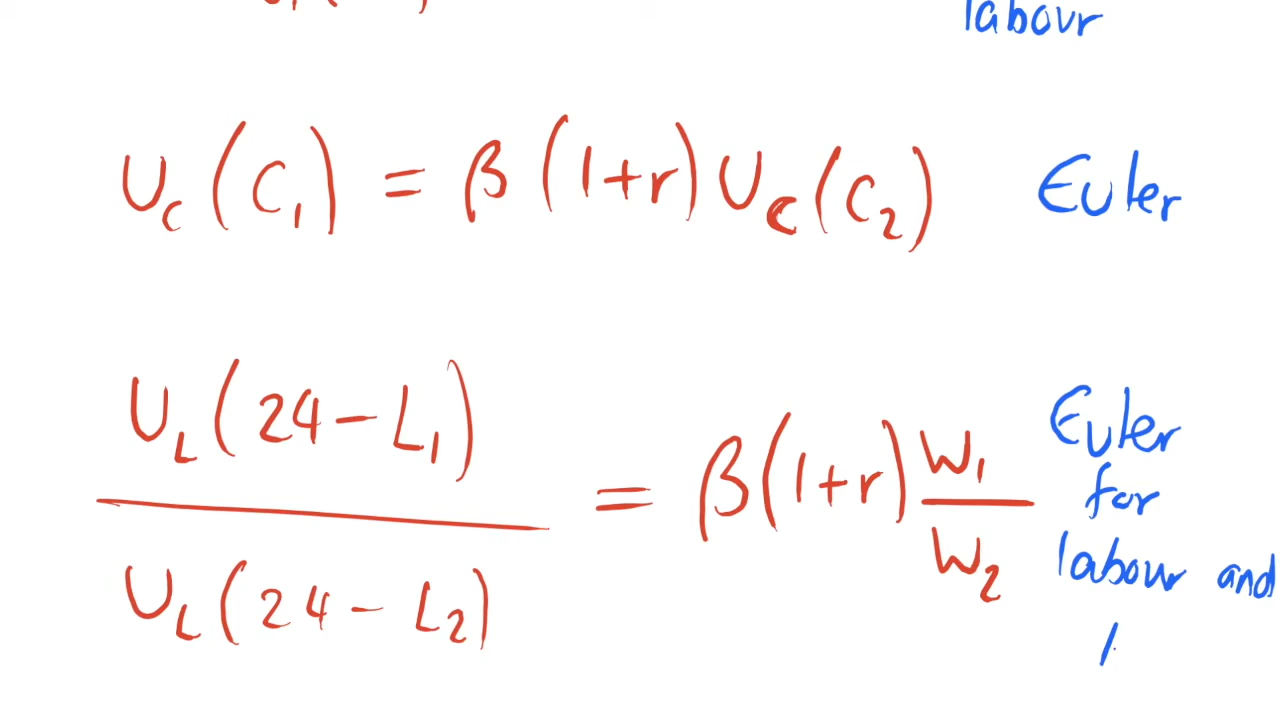 labour
U_C(C_1) = β(1+r)U_C(C_2) Euler
U_L(24-L_1) / U_L(24-L_2) = β(1+r) W_1/W_2
Euler
for
labour and